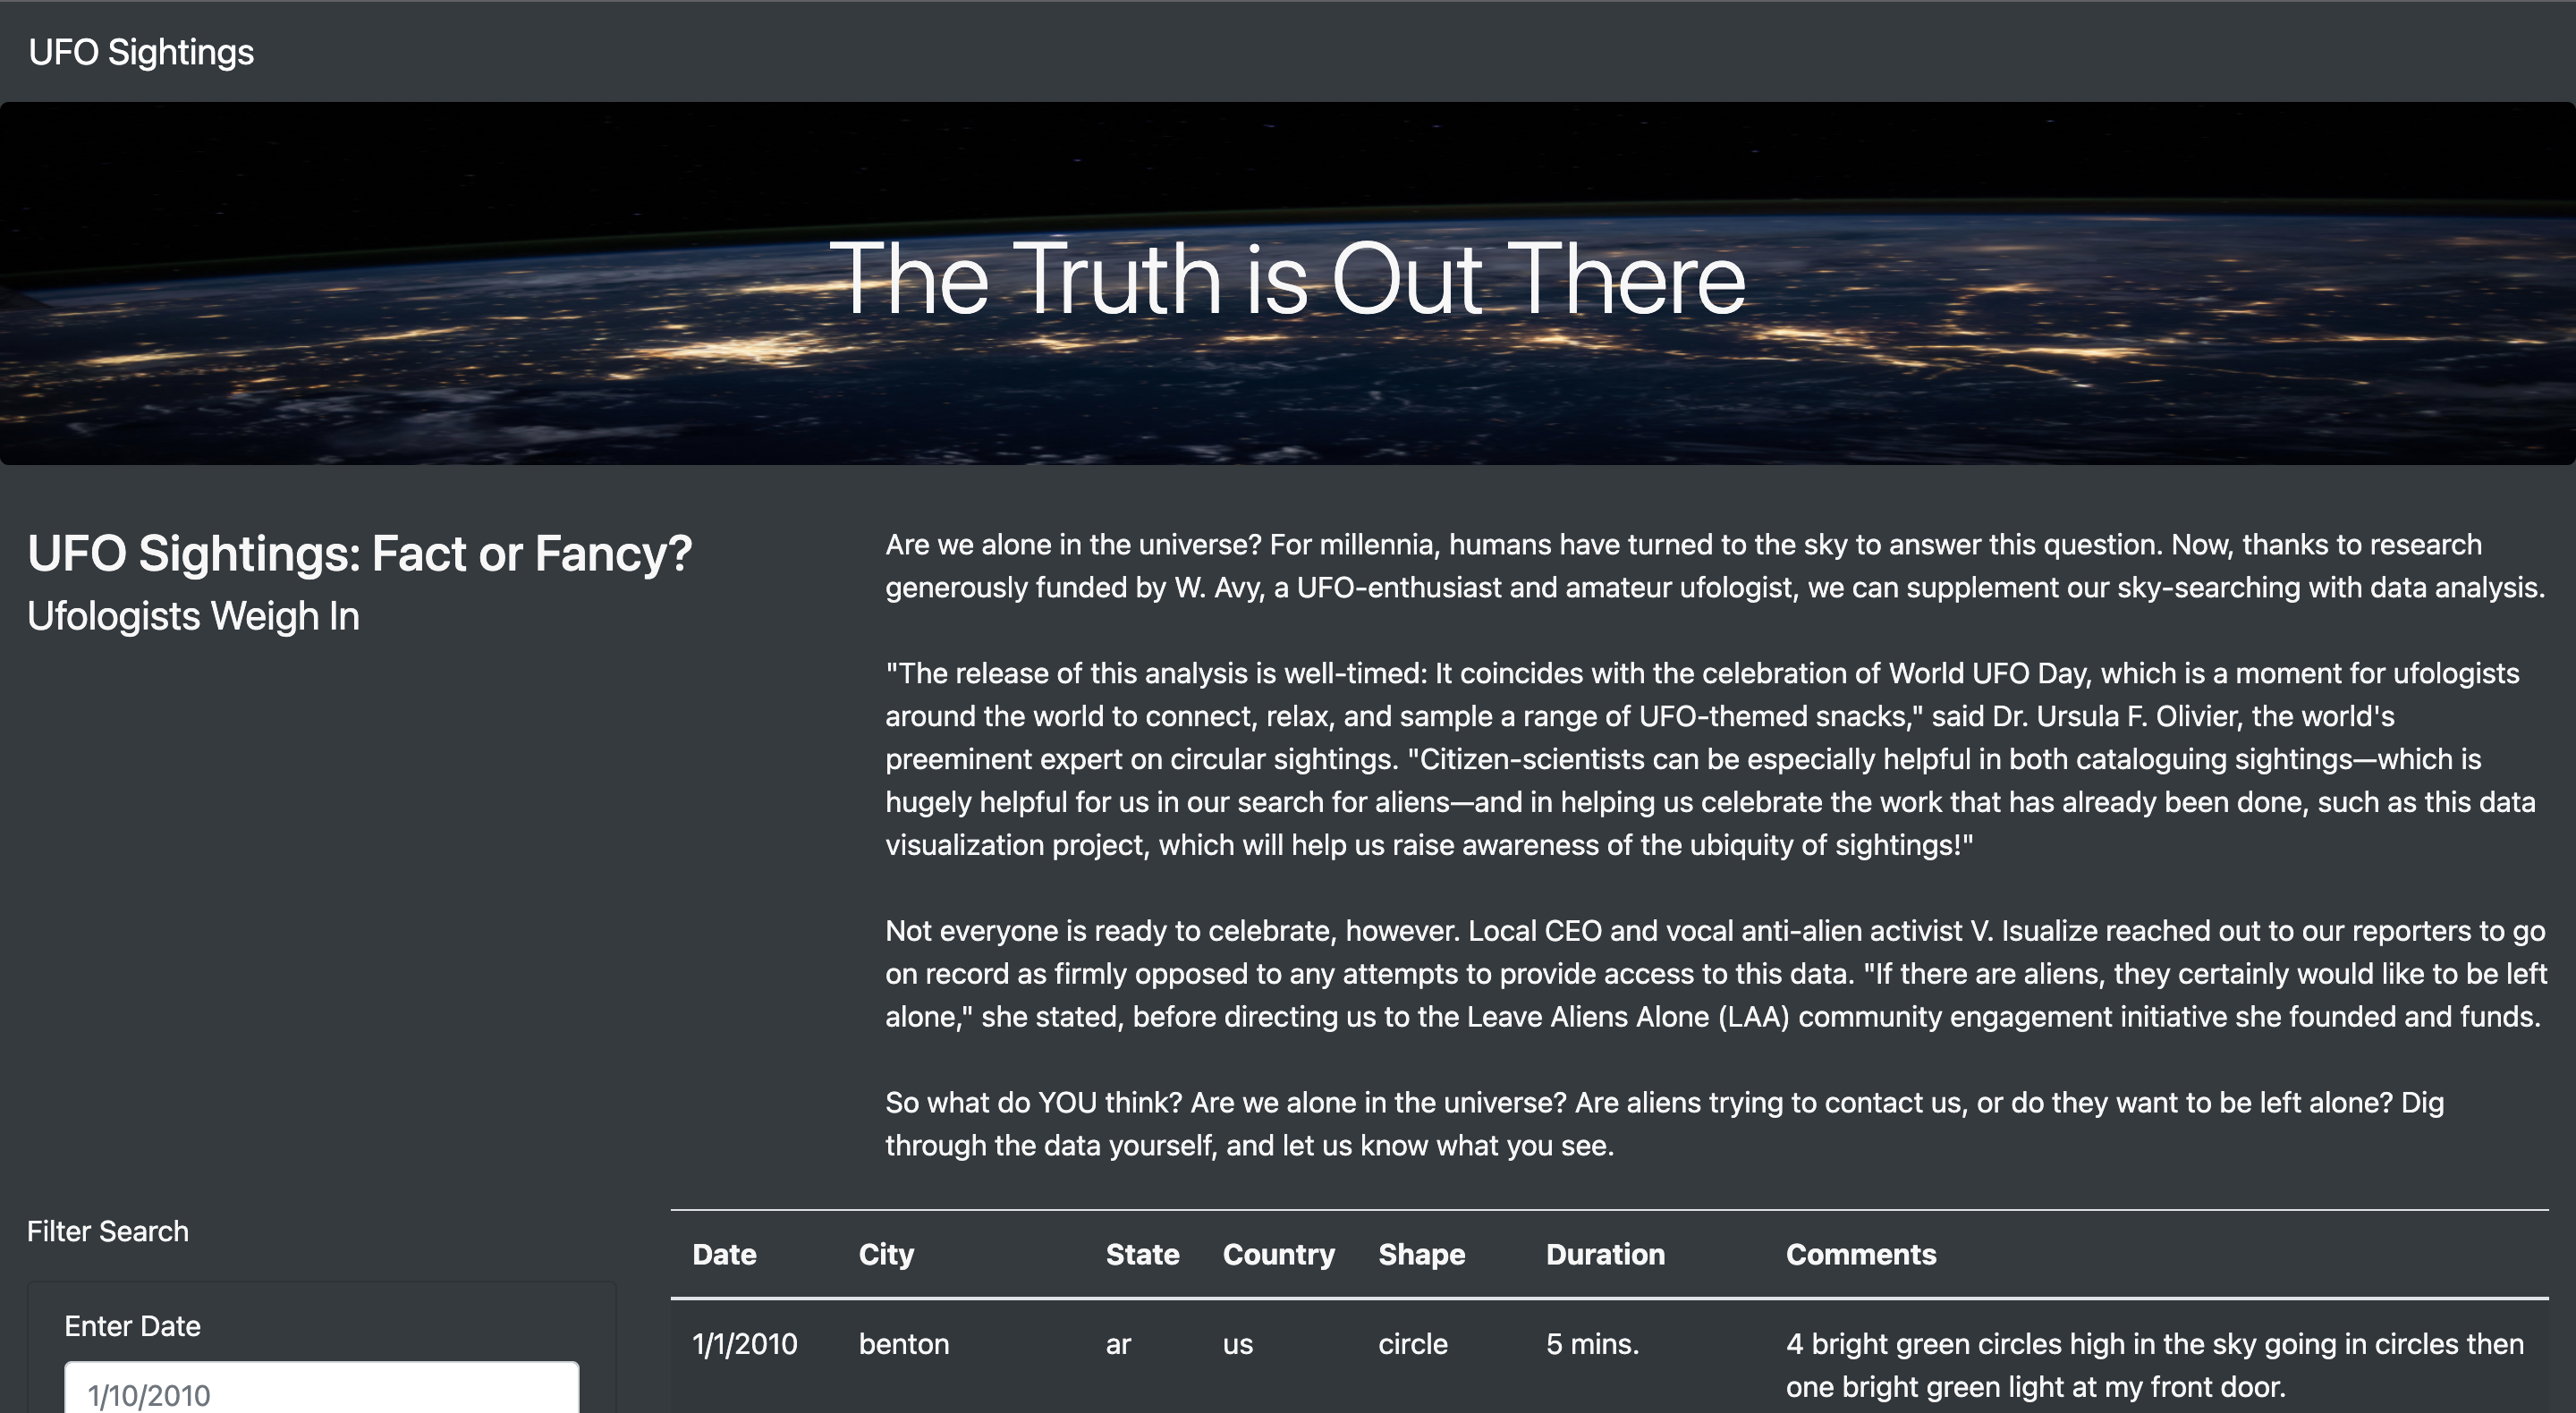 UFO Sightings
The Truth is Out There
UFO Sightings: Fact or Fancy?
Ufologists Weigh In
Are we alone in the universe? For millennia, humans have turned to the sky to answer this question. Now, thanks to research
generously funded by W. Avy, a UFO-enthusiast and amateur ufologist, we can supplement our sky-searching with data analysis.
"The release of this analysis is well-timed: It coincides with the celebration of World UFO Day, which is a moment for ufologists
around the world to connect, relax, and sample a range of UFO-themed snacks," said Dr. Ursula F. Olivier, the world's
preeminent expert on circular sightings. "Citizen-scientists can be especially helpful in both cataloguing sightings—which is
hugely helpful for us in our search for aliens—and in helping us celebrate the work that has already been done, such as this data
visualization project, which will help us raise awareness of the ubiquity of sightings!"
Not everyone is ready to celebrate, however. Local CEO and vocal anti-alien activist V. Isualize reached out to our reporters to go
on record as firmly opposed to any attempts to provide access to this data. "If there are aliens, they certainly would like to be left
alone," she stated, before directing us to the Leave Aliens Alone (LAA) community engagement initiative she founded and funds.
So what do YOU think? Are we alone in the universe? Are aliens trying to contact us, or do they want to be left alone? Dig
through the data yourself, and let us know what you see.
Filter Search
Enter Date
1/10/2010
Date City State Country Shape Duration Comments
1/1/2010 benton ar us circle 5 mins. 4 bright green circles high in the sky going in circles then
one bright green light at my front door.